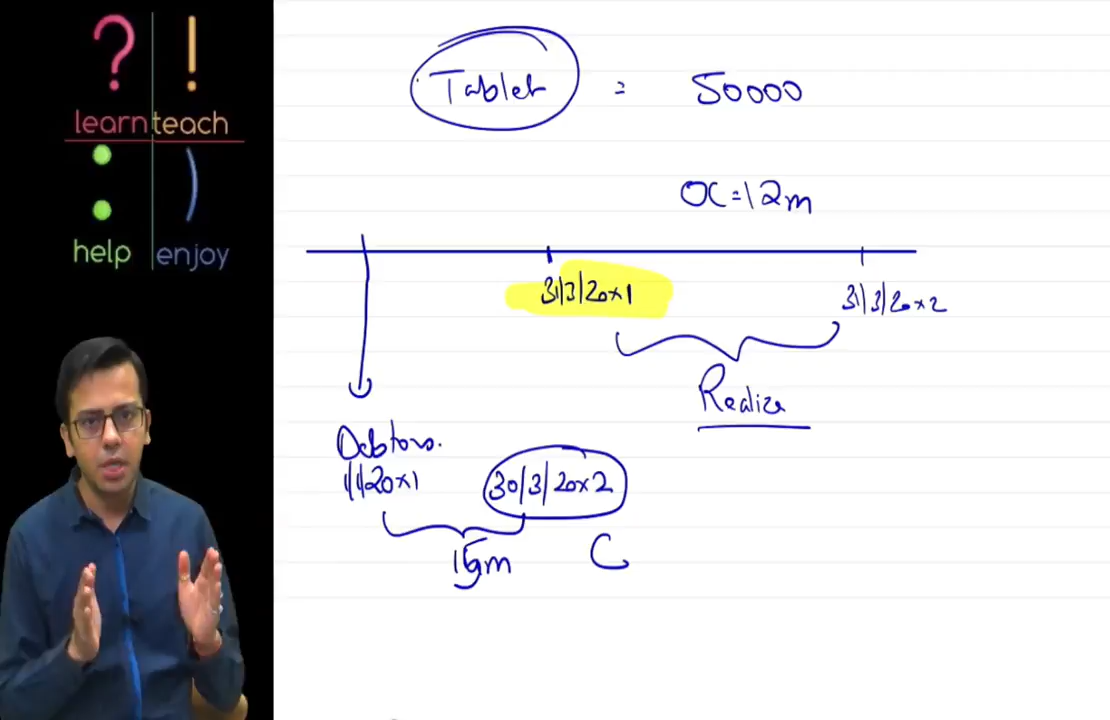 ? !
learn teach
: )
help enjoy
Tablet = 50000
OC=12m
31/3/20x1
31/3/20x2
Realize
Debtors.
1/1/20x1 30/3/20x2
15m C